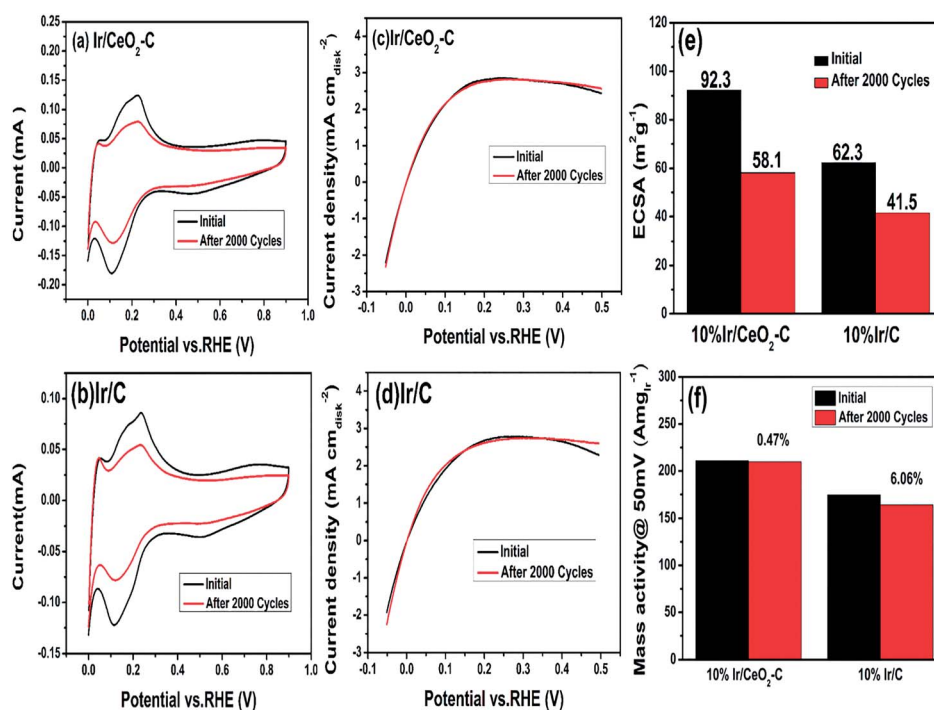 (a) Ir/CeO₂-C
Current (mA)
0.25
0.20
0.15
0.10
0.05
0.00
-0.05
-0.10
-0.15
-0.20
Initial
After 2000 Cycles
0.0 0.2 0.4 0.6 0.8 1.0
Potential vs.RHE (V)
(c)Ir/CeO₂-C
Current density(mA cm_disk⁻²)
5
4
3
2
1
0
-1
-2
-3
Initial
After 2000 Cycles
0.0 0.1 0.2 0.3 0.4 0.5
Potential vs.RHE (V)
(e)
ECSA (m²g⁻¹)
120
100
80
60
40
20
0
Initial
After 2000 Cycles
92.3
58.1
62.3
41.5
10%Ir/CeO₂-C 10%Ir/C
(b)Ir/C
Current(mA)
0.10
0.05
0.00
-0.05
-0.10
-0.15
Initial
After 2000 Cycles
0.0 0.2 0.4 0.6 0.8 1.0
Potential vs.RHE (V)
(d)Ir/C
Current density (mA cm_disk⁻²)
5
4
3
2
1
0
-1
-2
-3
Initial
After 2000 Cycles
0.0 0.1 0.2 0.3 0.4 0.5
Potential vs.RHE (V)
(f)
Mass activity@ 50mV (Amg_Ir⁻¹)
300
250
200
175
150
125
100
75
50
25
0
Initial
After 2000 Cycles
0.47%
6.06%
10% Ir/CeO₂-C 10% Ir/C